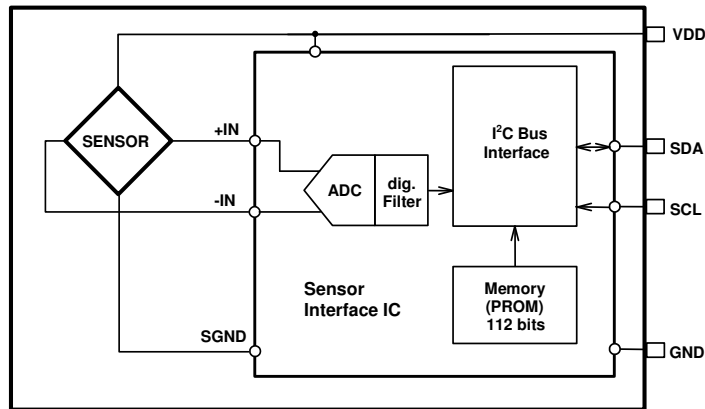 VDD
SENSOR
+IN
-IN
ADC
dig.
Filter
I²C Bus
Interface
SDA
SCL
Sensor
Interface IC
Memory
(PROM)
112 bits
SGND
GND